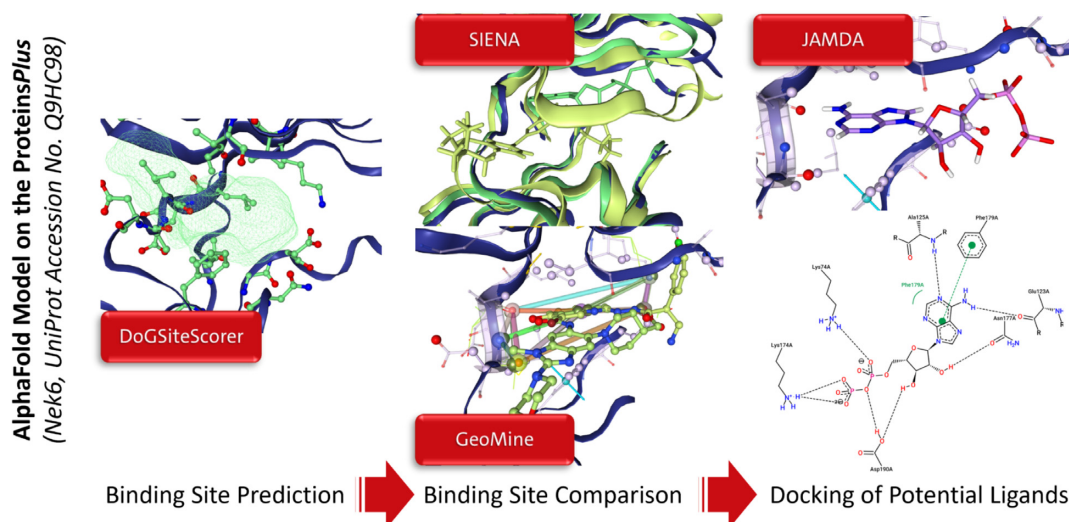 AlphaFold Model on the ProteinsPlus
(Nek6, UniProt Accession No. Q9HC98)
DoGSiteScorer
SIENA
GeoMine
JAMDA
Ala125A
Phe179A
R
N
R
O
H
Lys74A
Phe179A
Glu123A
Asn177A
Lys174A
Asp190A
Binding Site Prediction
Binding Site Comparison
Docking of Potential Ligands